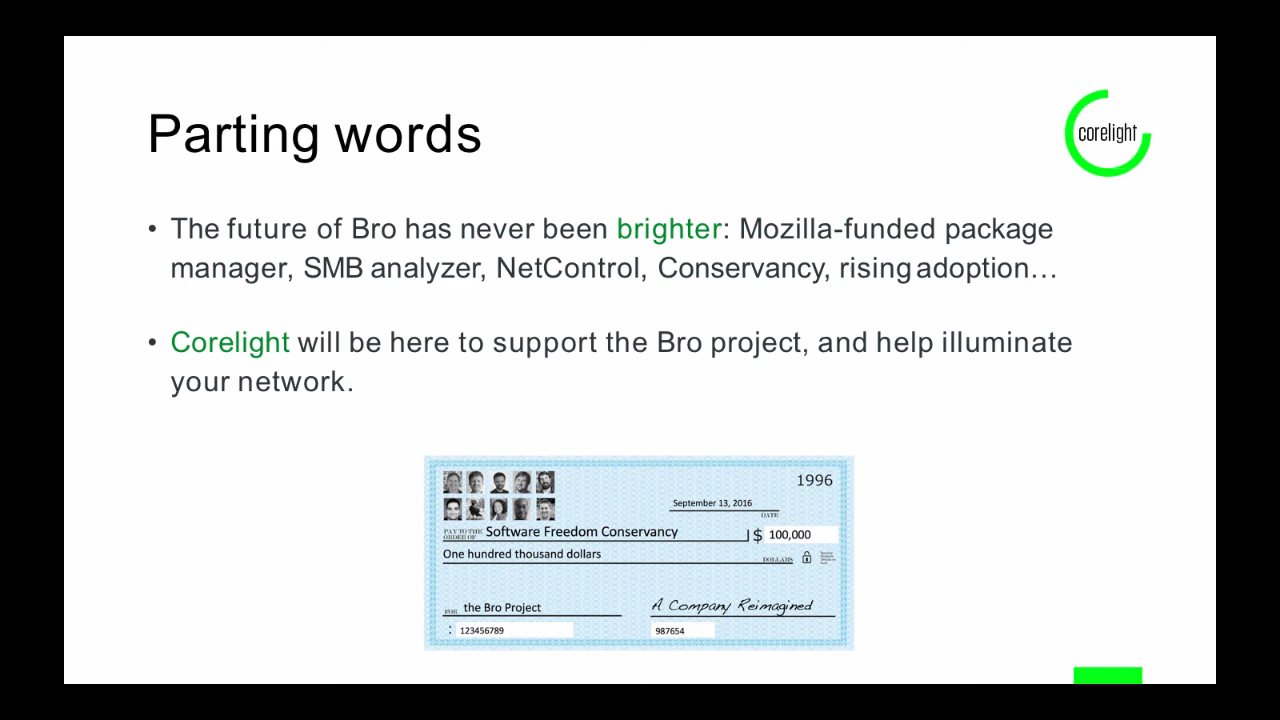 Parting words
corelight
• The future of Bro has never been brighter: Mozilla-funded package
manager, SMB analyzer, NetControl, Conservancy, rising adoption…
• Corelight will be here to support the Bro project, and help illuminate
your network.
1996
September 13, 2016
DATE
PAY TO THE
ORDER OF
Software Freedom Conservancy
$ 100,000
One hundred thousand dollars
DOLLARS
FOR the Bro Project
A Company Reimagined
: 123456789
987654